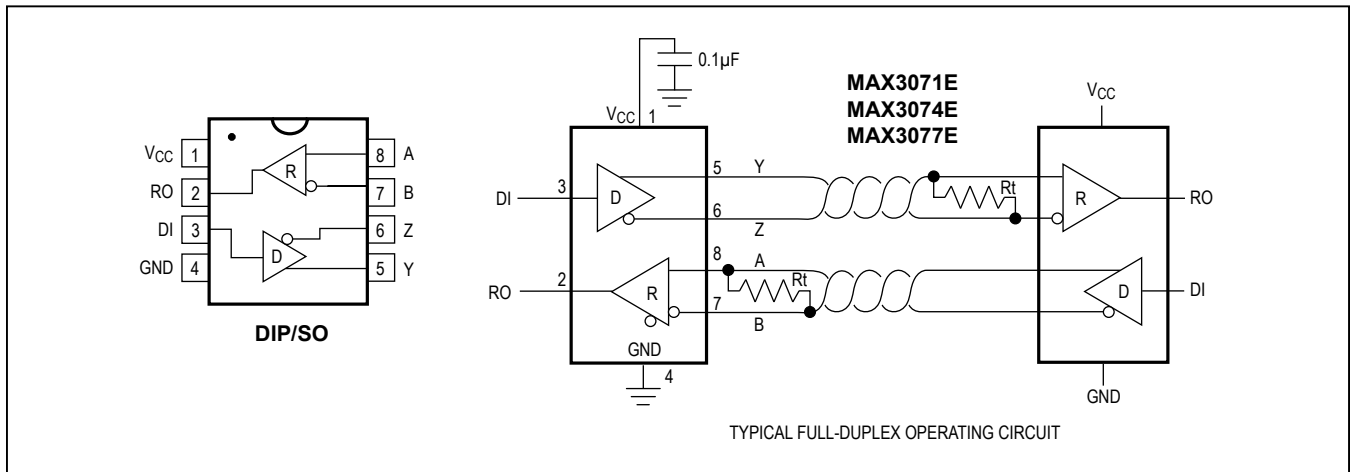 VCC 1
RO 2
DI 3
GND 4
8 A
7 B
6 Z
5 Y
R
D
DIP/SO
0.1µF
VCC 1
MAX3071E
MAX3074E
MAX3077E
VCC
DI 3
D
5 Y
6
Z
Rt
R
RO
RO 2
R
8 A
7
B
Rt
D
DI
GND
4
GND
TYPICAL FULL-DUPLEX OPERATING CIRCUIT